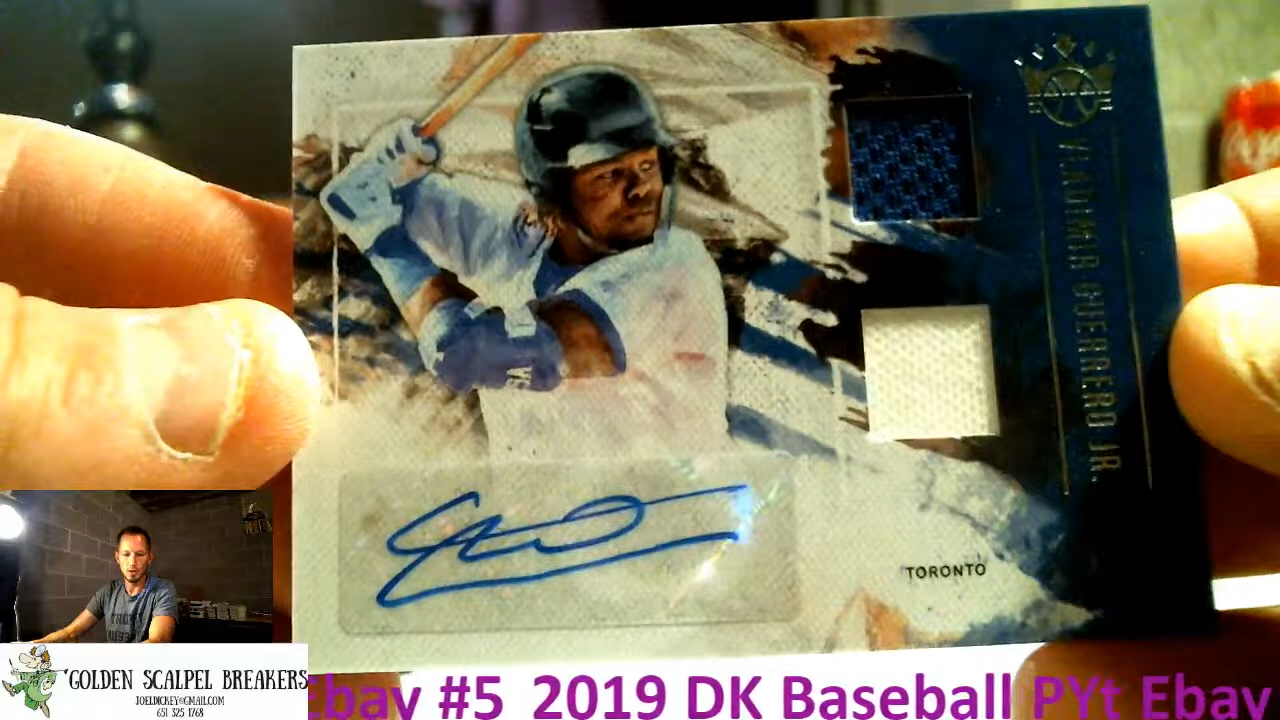 VLADIMIR GUERRERO JR.
TORONTO
GOLDEN SCALPEL BREAKERS
JOELDICKEY@GMAIL.COM
651 325 1768
Ebay #5 2019 DK Baseball PYt Ebay